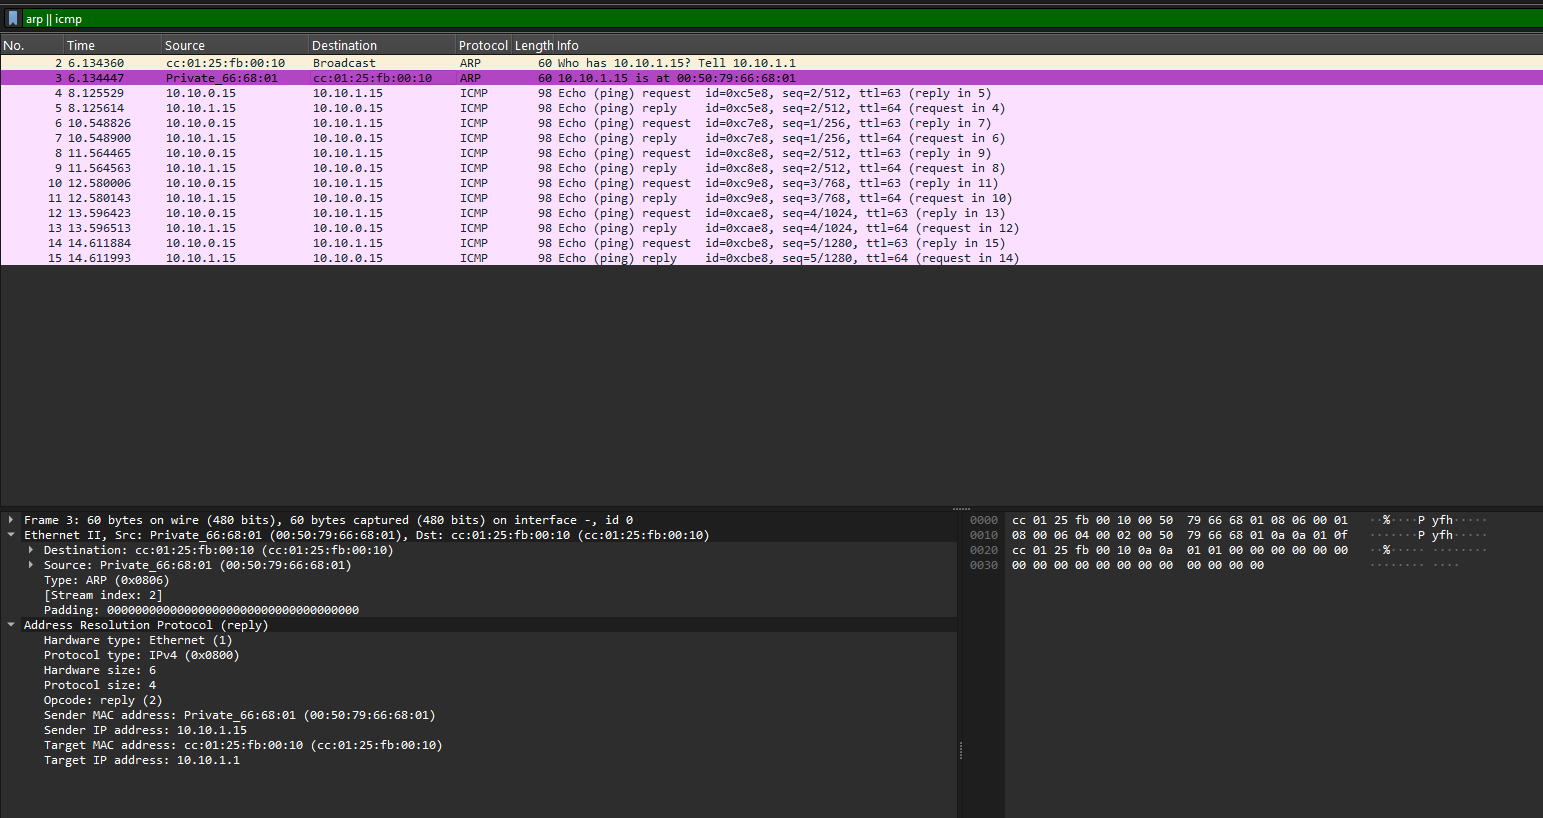 arp || icmp
No. Time Source Destination Protocol Length Info
2 6.134360 cc:01:25:fb:00:10 Broadcast ARP 60 Who has 10.10.1.15? Tell 10.10.1.1
3 6.134447 Private_66:68:01 cc:01:25:fb:00:10 ARP 60 10.10.1.15 is at 00:50:79:66:68:01
4 8.125529 10.10.0.15 10.10.1.15 ICMP 98 Echo (ping) request id=0xc5e8, seq=2/512, ttl=63 (reply in 5)
5 8.125614 10.10.1.15 10.10.0.15 ICMP 98 Echo (ping) reply id=0xc5e8, seq=2/512, ttl=64 (request in 4)
6 10.548826 10.10.0.15 10.10.1.15 ICMP 98 Echo (ping) request id=0xc7e8, seq=1/256, ttl=63 (reply in 7)
7 10.548900 10.10.1.15 10.10.0.15 ICMP 98 Echo (ping) reply id=0xc7e8, seq=1/256, ttl=64 (request in 6)
8 11.564465 10.10.0.15 10.10.1.15 ICMP 98 Echo (ping) request id=0xc8e8, seq=2/512, ttl=63 (reply in 9)
9 11.564563 10.10.1.15 10.10.0.15 ICMP 98 Echo (ping) reply id=0xc8e8, seq=2/512, ttl=64 (request in 8)
10 12.580006 10.10.0.15 10.10.1.15 ICMP 98 Echo (ping) request id=0xc9e8, seq=3/768, ttl=63 (reply in 11)
11 12.580143 10.10.1.15 10.10.0.15 ICMP 98 Echo (ping) reply id=0xc9e8, seq=3/768, ttl=64 (request in 10)
12 13.596423 10.10.0.15 10.10.1.15 ICMP 98 Echo (ping) request id=0xcae8, seq=4/1024, ttl=63 (reply in 13)
13 13.596513 10.10.1.15 10.10.0.15 ICMP 98 Echo (ping) reply id=0xcae8, seq=4/1024, ttl=64 (request in 12)
14 14.611884 10.10.0.15 10.10.1.15 ICMP 98 Echo (ping) request id=0xcbe8, seq=5/1280, ttl=63 (reply in 15)
15 14.611993 10.10.1.15 10.10.0.15 ICMP 98 Echo (ping) reply id=0xcbe8, seq=5/1280, ttl=64 (request in 14)
Frame 3: 60 bytes on wire (480 bits), 60 bytes captured (480 bits) on interface -, id 0
Ethernet II, Src: Private_66:68:01 (00:50:79:66:68:01), Dst: cc:01:25:fb:00:10 (cc:01:25:fb:00:10)
Destination: cc:01:25:fb:00:10 (cc:01:25:fb:00:10)
Source: Private_66:68:01 (00:50:79:66:68:01)
Type: ARP (0x0806)
[Stream index: 2]
Padding: 000000000000000000000000000000000000
Address Resolution Protocol (reply)
Hardware type: Ethernet (1)
Protocol type: IPv4 (0x0800)
Hardware size: 6
Protocol size: 4
Opcode: reply (2)
Sender MAC address: Private_66:68:01 (00:50:79:66:68:01)
Sender IP address: 10.10.1.15
Target MAC address: cc:01:25:fb:00:10 (cc:01:25:fb:00:10)
Target IP address: 10.10.1.1
0000 cc 01 25 fb 00 10 00 50 79 66 68 01 08 06 00 01 ··%····P yfh·····
0010 08 00 06 04 00 02 00 50 79 66 68 01 0a 0a 01 0f ·······P yfh·····
0020 cc 01 25 fb 00 10 0a 0a 01 01 00 00 00 00 00 00 ··%····· ········
0030 00 00 00 00 00 00 00 00 00 00 00 00 ········ ····